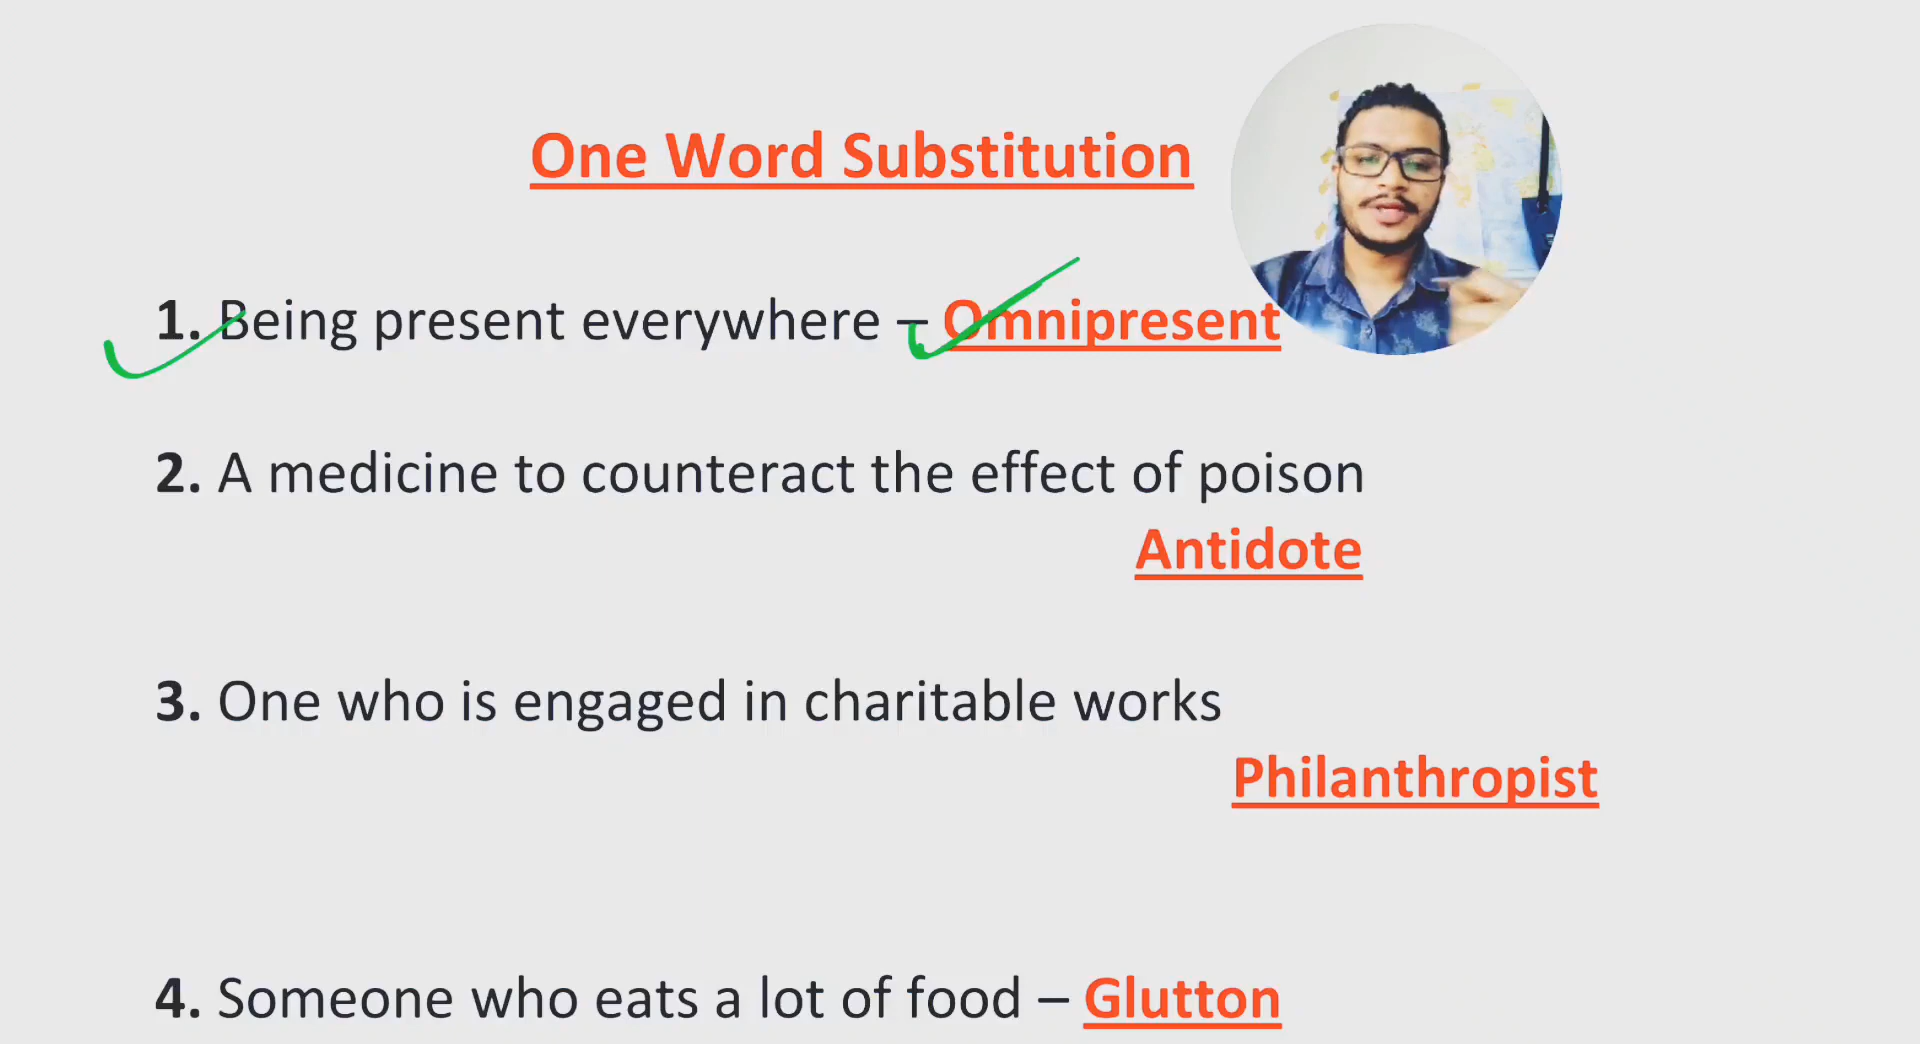 One Word Substitution
1. Being present everywhere – Omnipresent
2. A medicine to counteract the effect of poison
Antidote
3. One who is engaged in charitable works
Philanthropist
4. Someone who eats a lot of food – Glutton